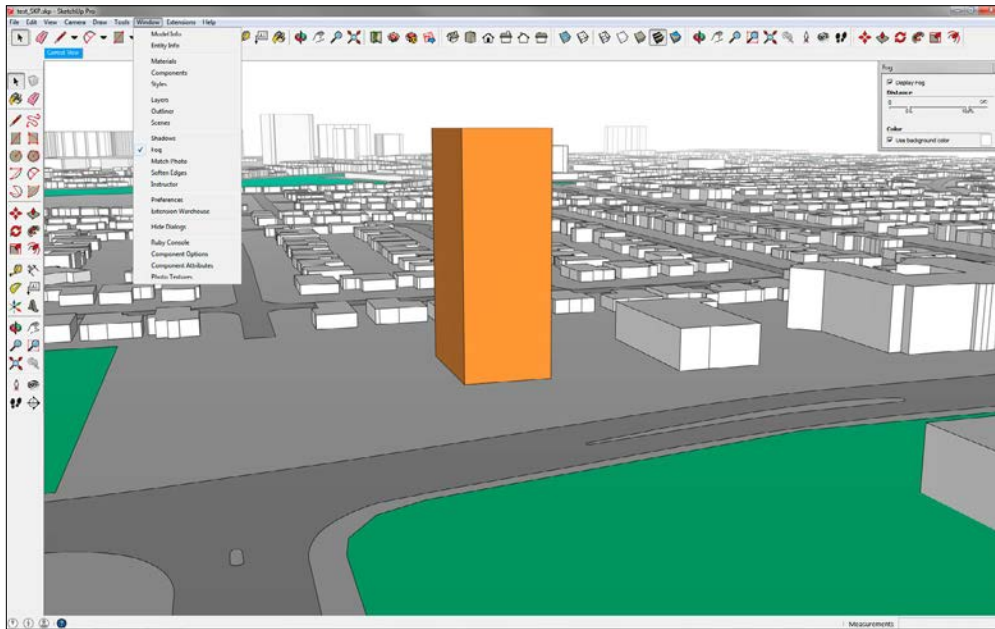 test_SKP.skp - SketchUp Pro
File Edit View Camera Draw Tools Window Extensions Help
Model Info
Entity Info
Materials
Components
Styles
Layers
Outliner
Scenes
Shadows
Fog
Match Photo
Soften Edges
Instructor
Preferences
Extension Warehouse
Hide Dialogs
Ruby Console
Component Options
Component Attributes
Photo Textures
Fog
Display Fog
Distance
0
Color
Use background color
Measurements